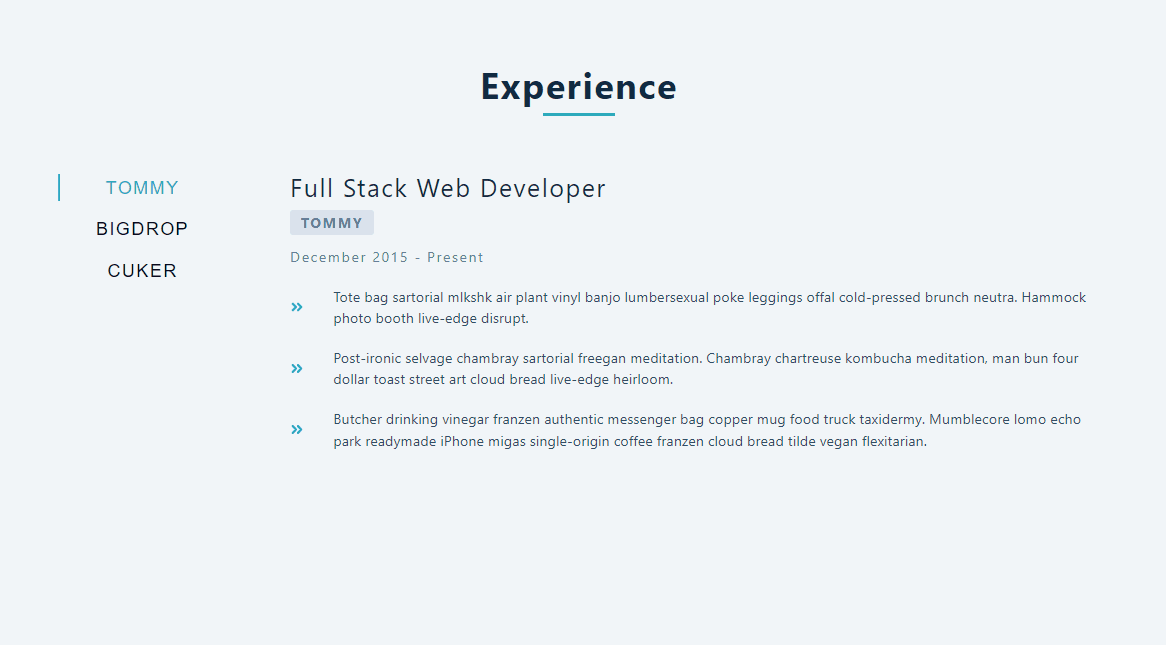 Experience
TOMMY
BIGDROP
CUKER
Full Stack Web Developer
TOMMY
December 2015 - Present
Tote bag sartorial mlkshk air plant vinyl banjo lumbersexual poke leggings offal cold-pressed brunch neutra. Hammock
photo booth live-edge disrupt.
Post-ironic selvage chambray sartorial freegan meditation. Chambray chartreuse kombucha meditation, man bun four
dollar toast street art cloud bread live-edge heirloom.
Butcher drinking vinegar franzen authentic messenger bag copper mug food truck taxidermy. Mumblecore lomo echo
park readymade iPhone migas single-origin coffee franzen cloud bread tilde vegan flexitarian.